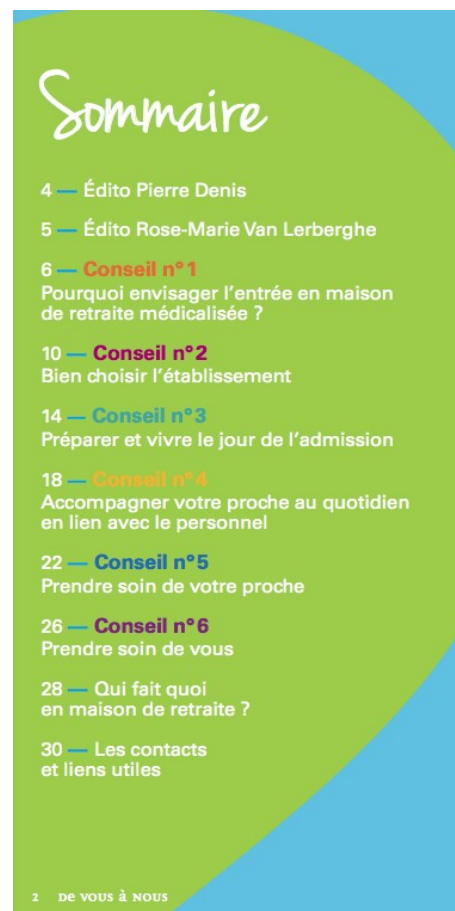 Sommaire
4 — Édito Pierre Denis
5 — Édito Rose-Marie Van Lerberghe
6 — Conseil n°1
Pourquoi envisager l’entrée en maison
de retraite médicalisée ?
10 — Conseil n°2
Bien choisir l’établissement
14 — Conseil n°3
Préparer et vivre le jour de l’admission
18 — Conseil n°4
Accompagner votre proche au quotidien
en lien avec le personnel
22 — Conseil n°5
Prendre soin de votre proche
26 — Conseil n°6
Prendre soin de vous
28 — Qui fait quoi
en maison de retraite ?
30 — Les contacts
et liens utiles
2 De vous à nous